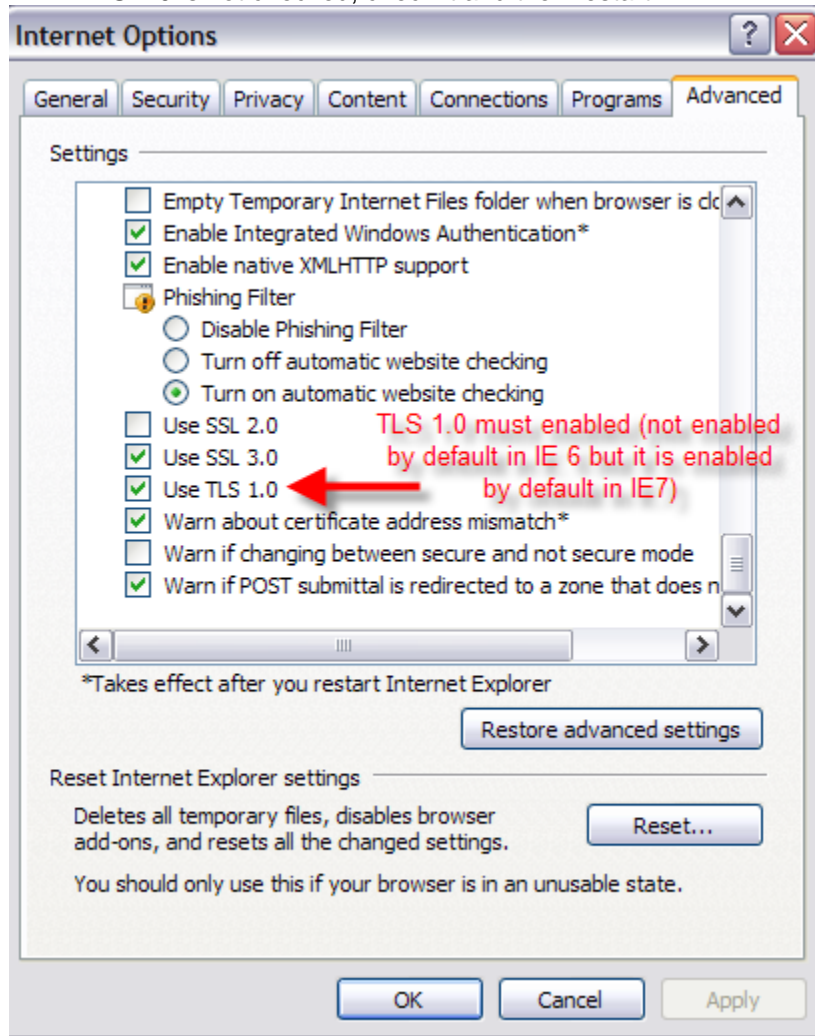 Internet Options
General Security Privacy Content Connections Programs Advanced
Settings
Empty Temporary Internet Files folder when browser is clo
Enable Integrated Windows Authentication*
Enable native XMLHTTP support
Phishing Filter
Disable Phishing Filter
Turn off automatic website checking
Turn on automatic website checking
Use SSL 2.0
Use SSL 3.0
Use TLS 1.0
TLS 1.0 must enabled (not enabled
by default in IE 6 but it is enabled
by default in IE7)
Warn about certificate address mismatch*
Warn if changing between secure and not secure mode
Warn if POST submittal is redirected to a zone that does n
*Takes effect after you restart Internet Explorer
Restore advanced settings
Reset Internet Explorer settings
Deletes all temporary files, disables browser
add-ons, and resets all the changed settings.
Reset...
You should only use this if your browser is in an unusable state.
OK Cancel Apply